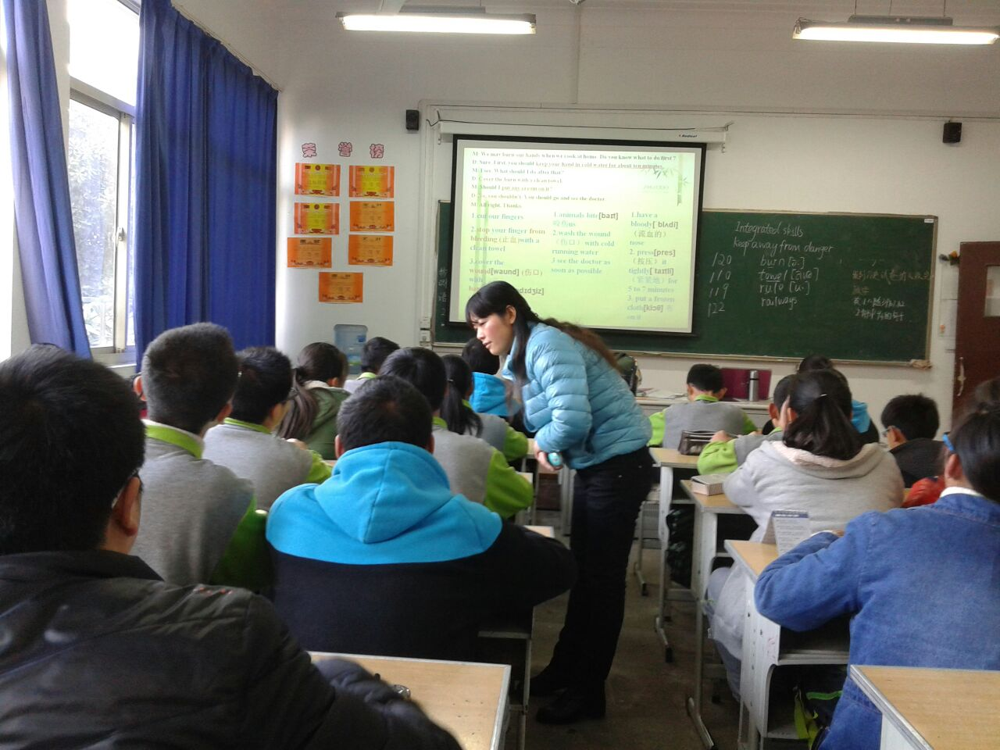 荣 誉 榜
Redleaf
M: We may burn our hands when we cook at home. Do you know what to do first?
D: Sure. First, you should keep your hand in cold water for about ten minutes.
M: I see. What should I do after that?
D: Cover the burn with a clean towel.
M: Should I put any cream on it?
D: No, you shouldn't. You should go and see the doctor.
M: All right. Thanks.
1.cut our fingers
2.stop your finger from
bleeding (止血)with a
clean towel
3.cover the
wound[waund] (伤口)
with
1.animals bite[baɪt]
咬伤us
2.wash the wound
（伤口）with cold
running water
3 see the doctor as
soon as possible
1.have a
bloody[ blʌdi]
（流血的）
nose
2. press[pres]
（按压）it
tightly[ taɪtli]
（紧紧地）for
5 to 7 minutes
3. put a frozen
cloth[klɔθ] 布
on it
Integrated skills
keep away from danger
120 burn [ɜ:]
110 towel [aʊə]
119 rule [u:]
122 railways